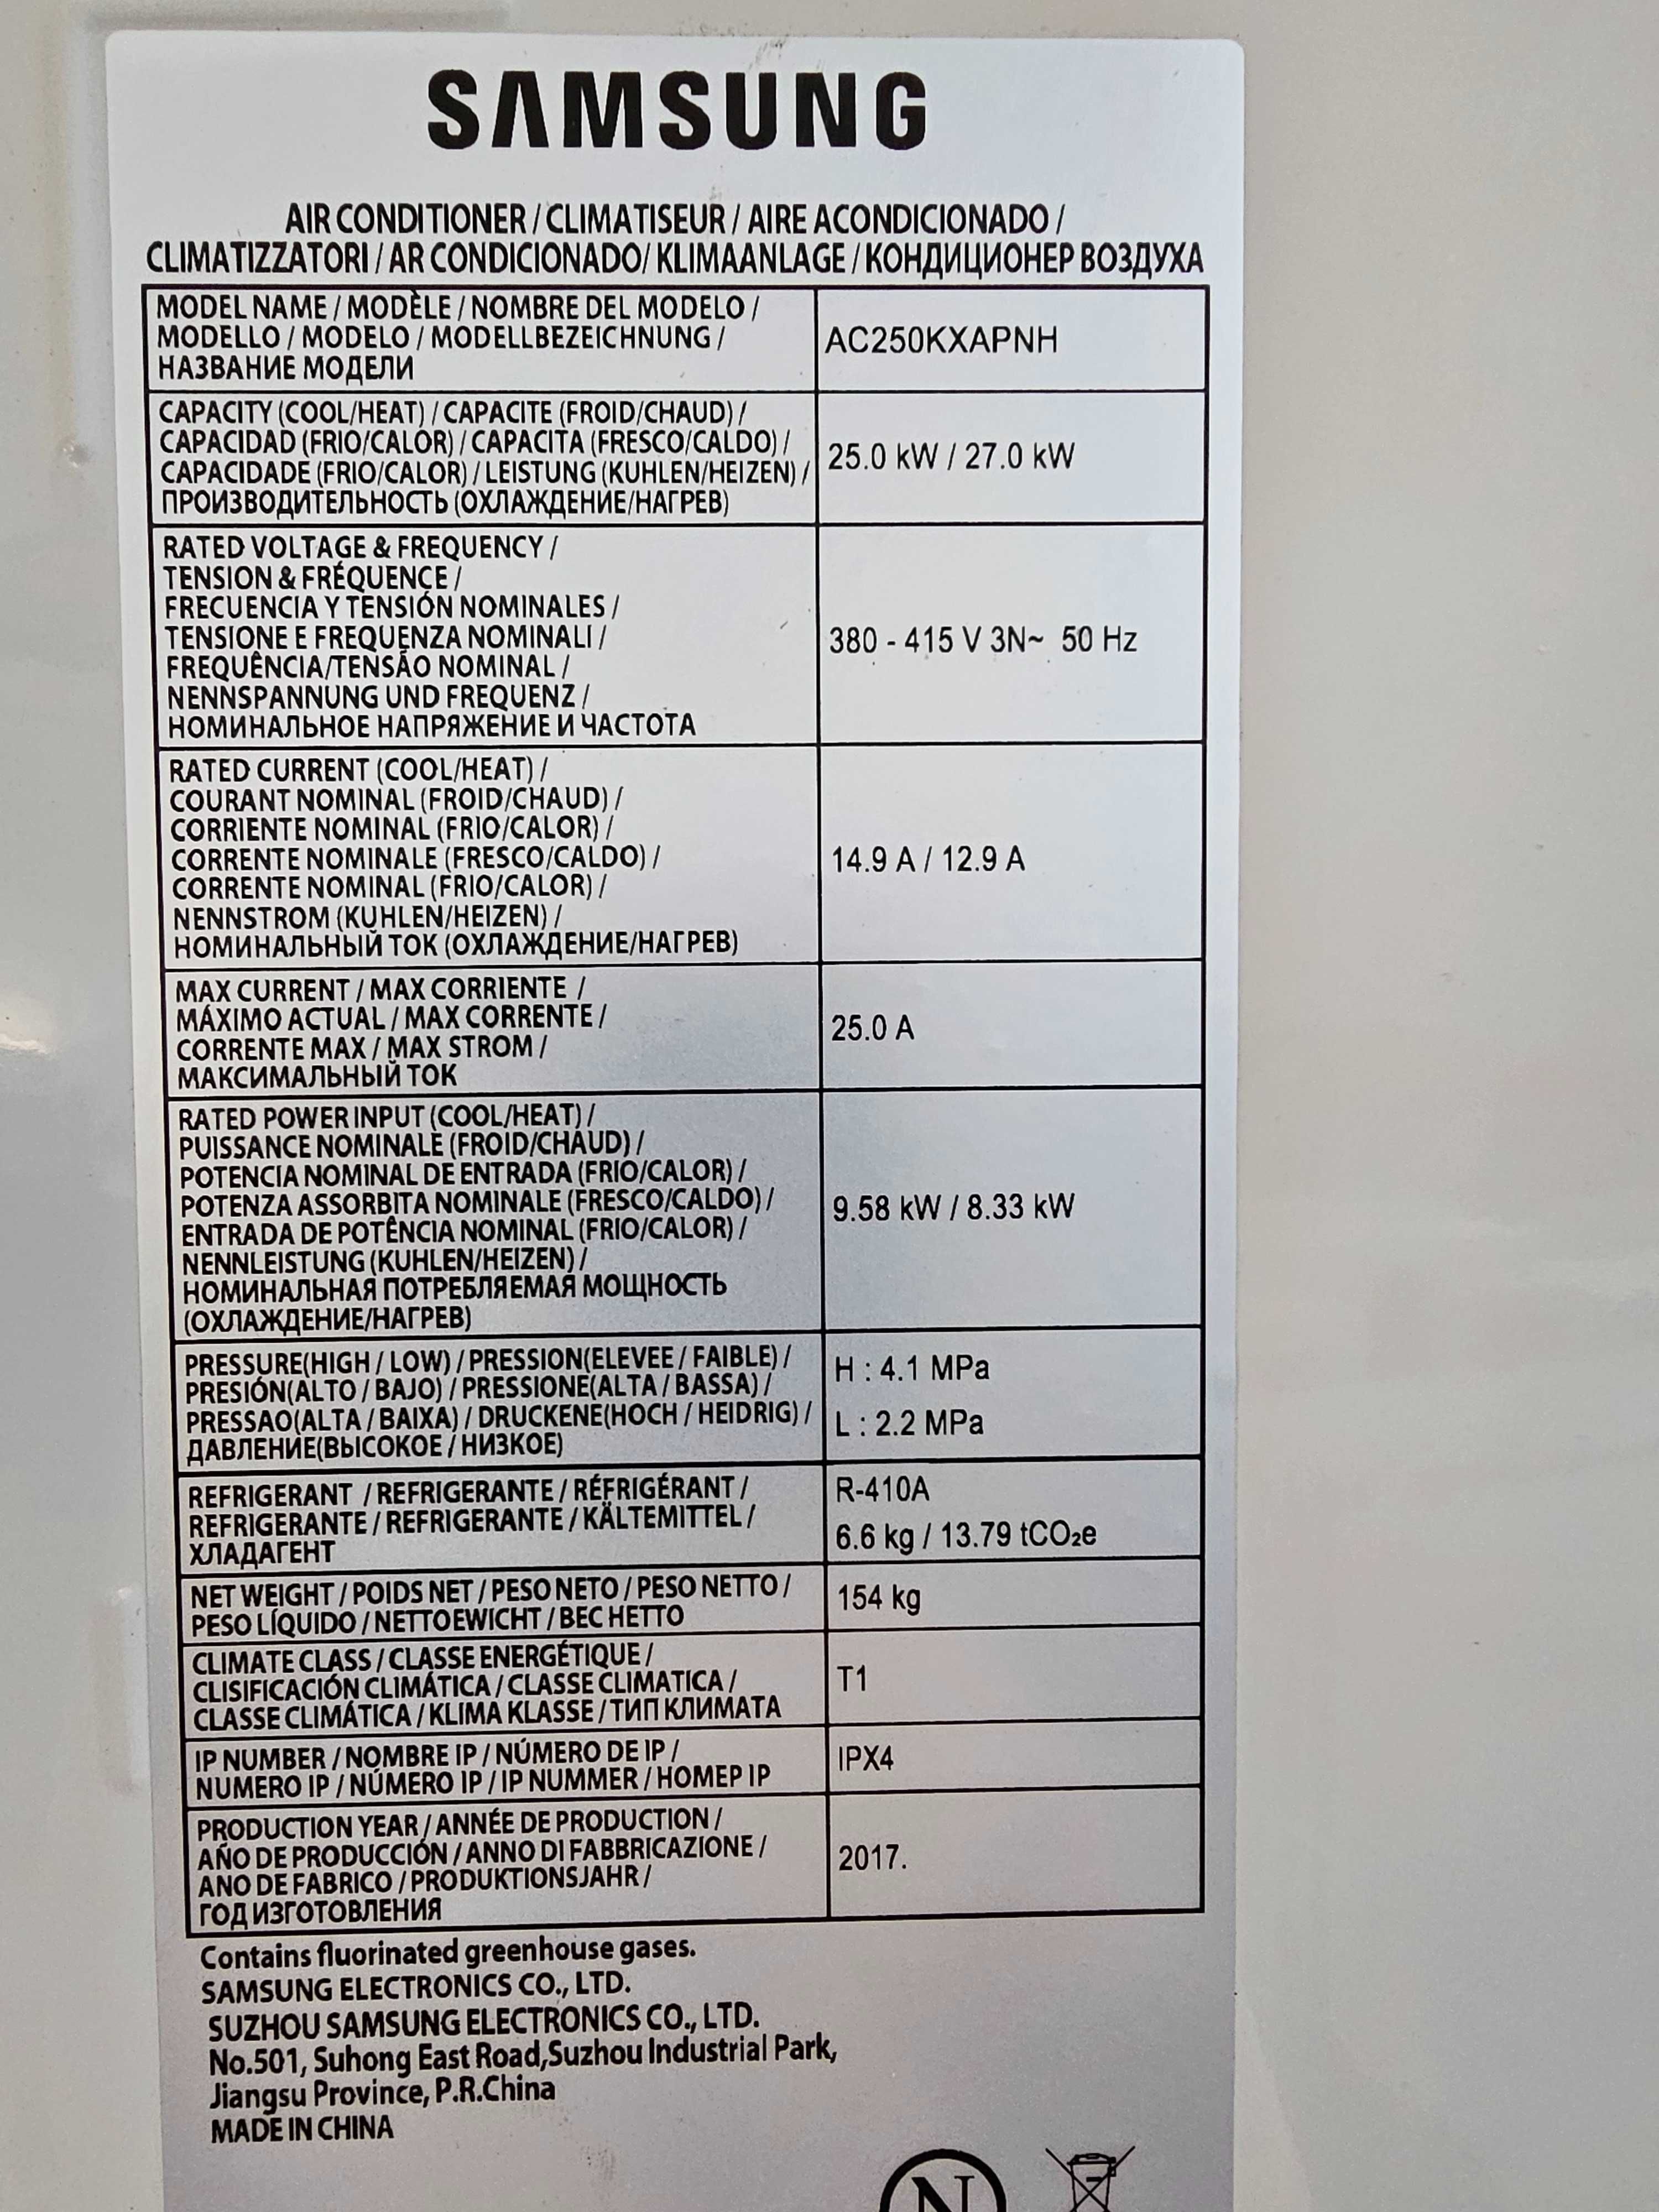 SAMSUNG
AIR CONDITIONER / CLIMATISEUR / AIRE ACONDICIONADO /
CLIMATIZZATORI / AR CONDICIONADO/ KLIMAANLAGE / КОНДИЦИОНЕР ВОЗДУХА
MODEL NAME / MODÈLE / NOMBRE DEL MODELO /
MODELLO / MODELO / MODELLBEZEICHNUNG /
НАЗВАНИЕ МОДЕЛИ
AC250KXAPNH
CAPACITY (COOL/HEAT) / CAPACITE (FROID/CHAUD) /
CAPACIDAD (FRIO/CALOR) / CAPACITA (FRESCO/CALDO) /
CAPACIDADE (FRIO/CALOR) / LEISTUNG (KUHLEN/HEIZEN) /
ПРОИЗВОДИТЕЛЬНОСТЬ (ОХЛАЖДЕНИЕ/НАГРЕВ)
25.0 kW / 27.0 kW
RATED VOLTAGE & FREQUENCY /
TENSION & FRÉQUENCE /
FRECUENCIA Y TENSIÓN NOMINALES /
TENSIONE E FREQUENZA NOMINALI /
FREQUÊNCIA/TENSÃO NOMINAL /
NENNSPANNUNG UND FREQUENZ /
НОМИНАЛЬНОЕ НАПРЯЖЕНИЕ И ЧАСТОТА
380 - 415 V 3N~ 50 Hz
RATED CURRENT (COOL/HEAT) /
COURANT NOMINAL (FROID/CHAUD) /
CORRIENTE NOMINAL (FRIO/CALOR) /
CORRENTE NOMINALE (FRESCO/CALDO) /
CORRENTE NOMINAL (FRIO/CALOR) /
NENNSTROM (KUHLEN/HEIZEN) /
НОМИНАЛЬНЫЙ ТОК (ОХЛАЖДЕНИЕ/НАГРЕВ)
14.9 A / 12.9 A
MAX CURRENT / MAX CORRIENTE /
MÁXIMO ACTUAL / MAX CORRENTE /
CORRENTE MAX / MAX STROM /
МАКСИМАЛЬНЫЙ ТОК
25.0 A
RATED POWER INPUT (COOL/HEAT) /
PUISSANCE NOMINALE (FROID/CHAUD) /
POTENCIA NOMINAL DE ENTRADA (FRIO/CALOR) /
POTENZA ASSORBITA NOMINALE (FRESCO/CALDO) /
ENTRADA DE POTÊNCIA NOMINAL (FRIO/CALOR) /
NENNLEISTUNG (KUHLEN/HEIZEN) /
НОМИНАЛЬНАЯ ПОТРЕБЛЯЕМАЯ МОЩНОСТЬ
(ОХЛАЖДЕНИЕ/НАГРЕВ)
9.58 kW / 8.33 kW
PRESSURE(HIGH / LOW) / PRESSION(ELEVEE / FAIBLE) /
PRESIÓN(ALTO / BAJO) / PRESSIONE(ALTA / BASSA) /
PRESSAO(ALTA / BAIXA) / DRUCKENE(HOCH / HEIDRIG) /
ДАВЛЕНИЕ(ВЫСОКОЕ / НИЗКОЕ)
H : 4.1 MPa
L : 2.2 MPa
REFRIGERANT / REFRIGERANTE / RÉFRIGÉRANT /
REFRIGERANTE / REFRIGERANTE / KÄLTEMITTEL /
ХЛАДАГЕНТ
R-410A
6.6 kg / 13.79 tCO₂e
NET WEIGHT / POIDS NET / PESO NETO / PESO NETTO /
PESO LÍQUIDO / NETTOEWICHT / ВЕС НЕТТО
154 kg
CLIMATE CLASS / CLASSE ENERGÉTIQUE /
CLISIFICACIÓN CLIMÁTICA / CLASSE CLIMATICA /
CLASSE CLIMÁTICA / KLIMA KLASSE / ТИП КЛИМАТА
T1
IP NUMBER / NOMBRE IP / NÚMERO DE IP /
NUMERO IP / NÚMERO IP / IP NUMMER / НОМЕР IP
IPX4
PRODUCTION YEAR / ANNÉE DE PRODUCTION /
AÑO DE PRODUCCIÓN / ANNO DI FABBRICAZIONE /
ANO DE FABRICO / PRODUKTIONSJAHR /
ГОД ИЗГОТОВЛЕНИЯ
2017.
Contains fluorinated greenhouse gases.
SAMSUNG ELECTRONICS CO., LTD.
SUZHOU SAMSUNG ELECTRONICS CO., LTD.
No.501, Suhong East Road,Suzhou Industrial Park,
Jiangsu Province, P.R.China
MADE IN CHINA
N